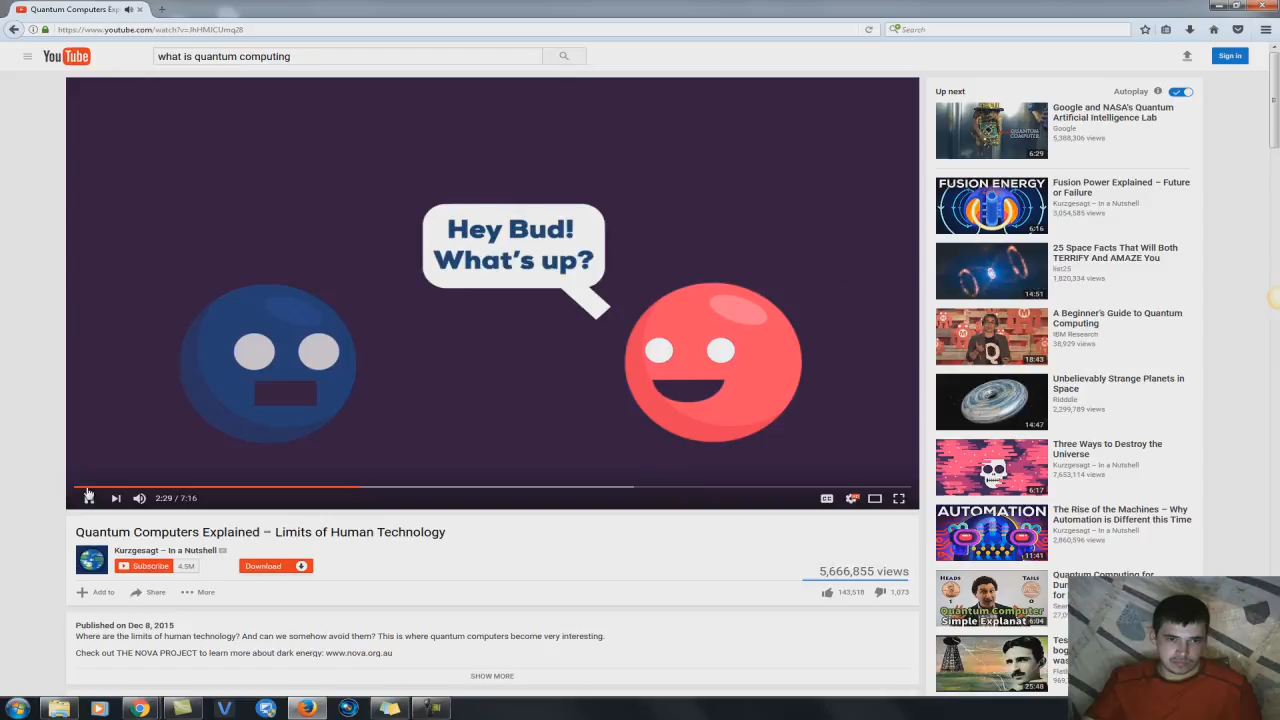 Quantum Computers Exp
https://www.youtube.com/watch?v=JhHMJCUmq28
Search
YouTube
what is quantum computing
Sign in
Hey Bud!
What's up?
2:29 / 7:16
CC
Quantum Computers Explained – Limits of Human Technology
Kurzgesagt – In a Nutshell
Subscribe
4.5M
Download
5,666,855 views
Add to
Share
More
143,518
1,073
Published on Dec 8, 2015
Where are the limits of human technology? And can we somehow avoid them? This is where quantum computers become very interesting.
Check out THE NOVA PROJECT to learn more about dark energy: www.nova.org.au
SHOW MORE
Up next
Autoplay
6:29
Google and NASA's Quantum
Artificial Intelligence Lab
Google
5,388,306 views
FUSION ENERGY
6:16
Fusion Power Explained – Future
or Failure
Kurzgesagt – In a Nutshell
3,054,585 views
14:51
25 Space Facts That Will Both
TERRIFY And AMAZE You
list25
1,820,334 views
Q
18:43
A Beginner's Guide to Quantum
Computing
IBM Research
38,929 views
14:47
Unbelievably Strange Planets in
Space
Ridddle
2,299,789 views
6:17
Three Ways to Destroy the
Universe
Kurzgesagt – In a Nutshell
7,653,114 views
AUTOMATION
11:41
The Rise of the Machines – Why
Automation is Different this Time
Kurzgesagt – In a Nutshell
2,860,596 views
HEADS
TAILS
1
0
Quantum Computer
Simple Explanat
6:04
Quantum Computing for
25:48